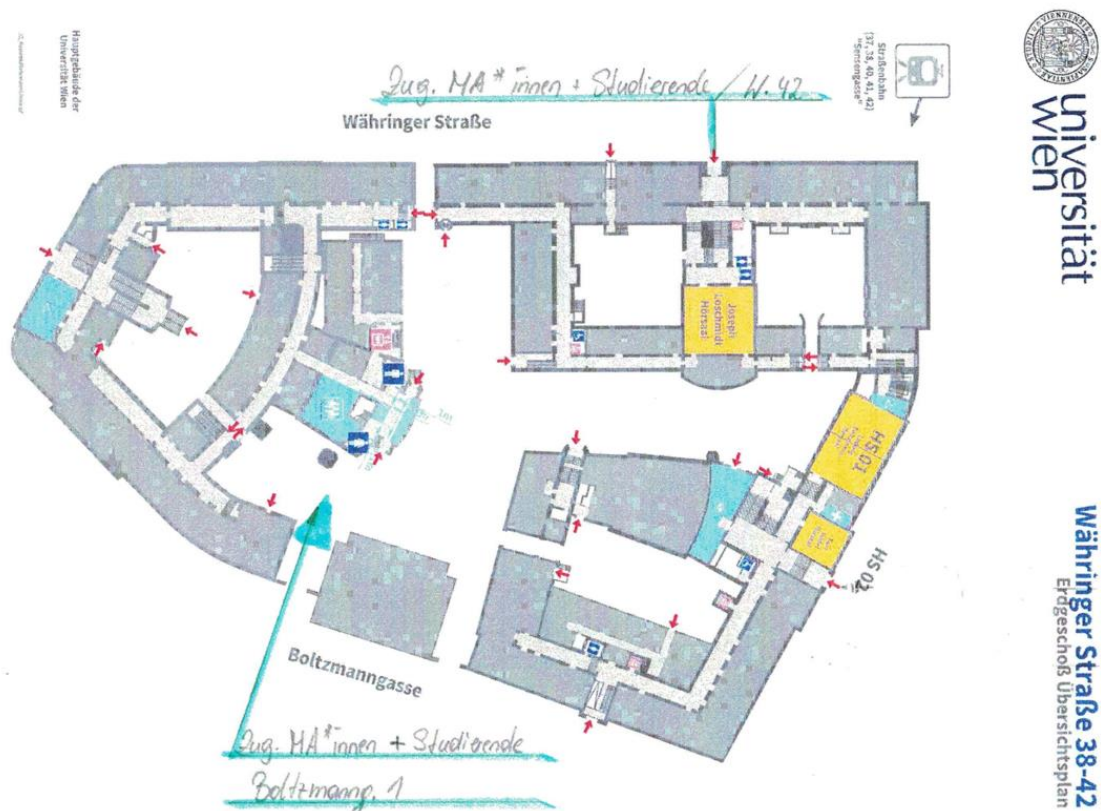 universität
wien
Währinger Straße 38-42
Erdgeschoß Übersichtsplan
Straßenbahn
(37, 38, 40, 41, 42)
"Sensengasse"
Hauptgebäude der
Universität Wien
Zug. MA*innen + Studierende / W. 42
Währinger Straße
Joseph
Loschmidt
Hörsaal
HS 01
HS 02
Boltzmanngasse
Zug. MA*innen + Studierende
Boltzmanng. 1